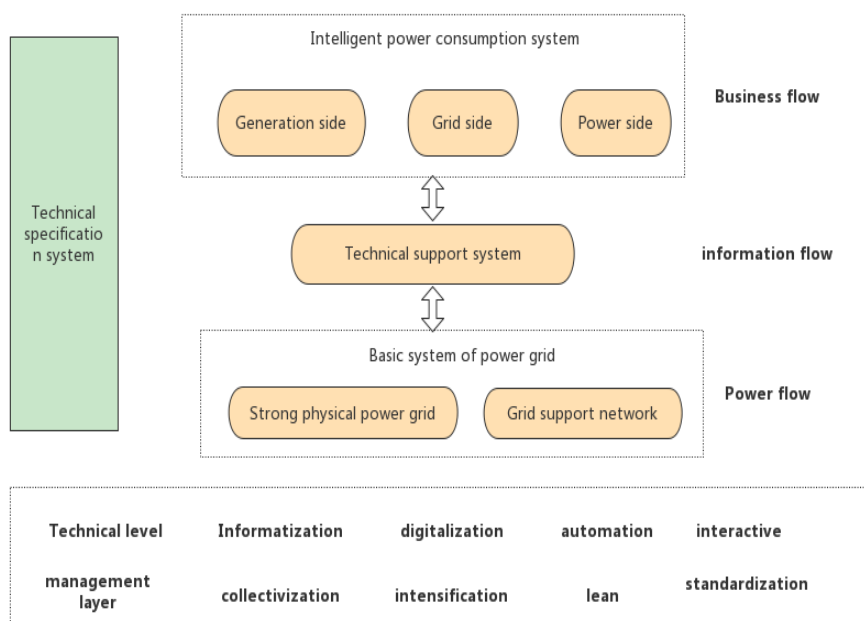 Intelligent power consumption system
Generation side
Grid side
Power side
Business flow
Technical
specificatio
n system
Technical support system
information flow
Basic system of power grid
Strong physical power grid
Grid support network
Power flow
Technical level
Informatization
digitalization
automation
interactive
management
layer
collectivization
intensification
lean
standardization